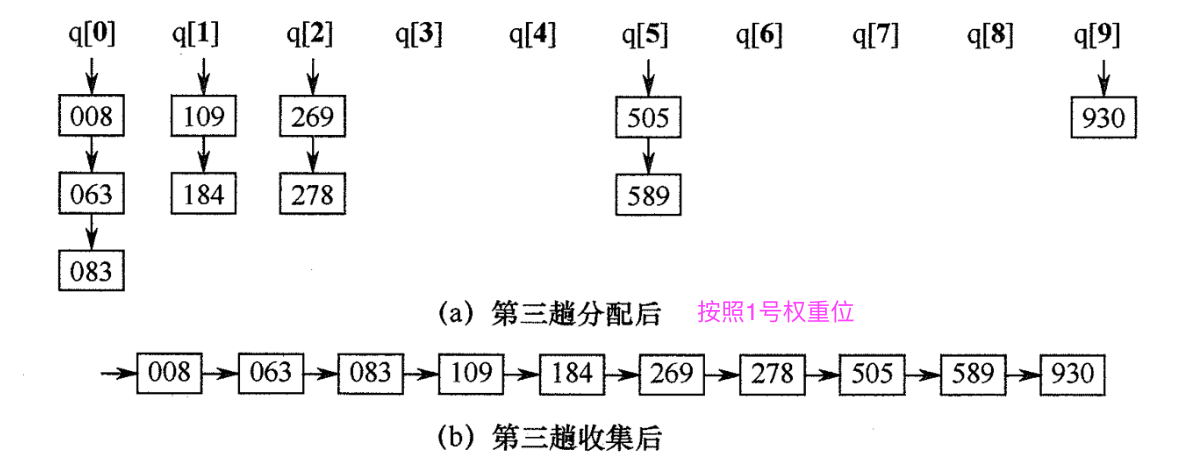 q[0] q[1] q[2] q[3] q[4] q[5] q[6] q[7] q[8] q[9]
008 109 269 505 930
063 184 278 589
083
(a) 第三趟分配后 按照1号权重位
008 063 083 109 184 269 278 505 589 930
(b) 第三趟收集后